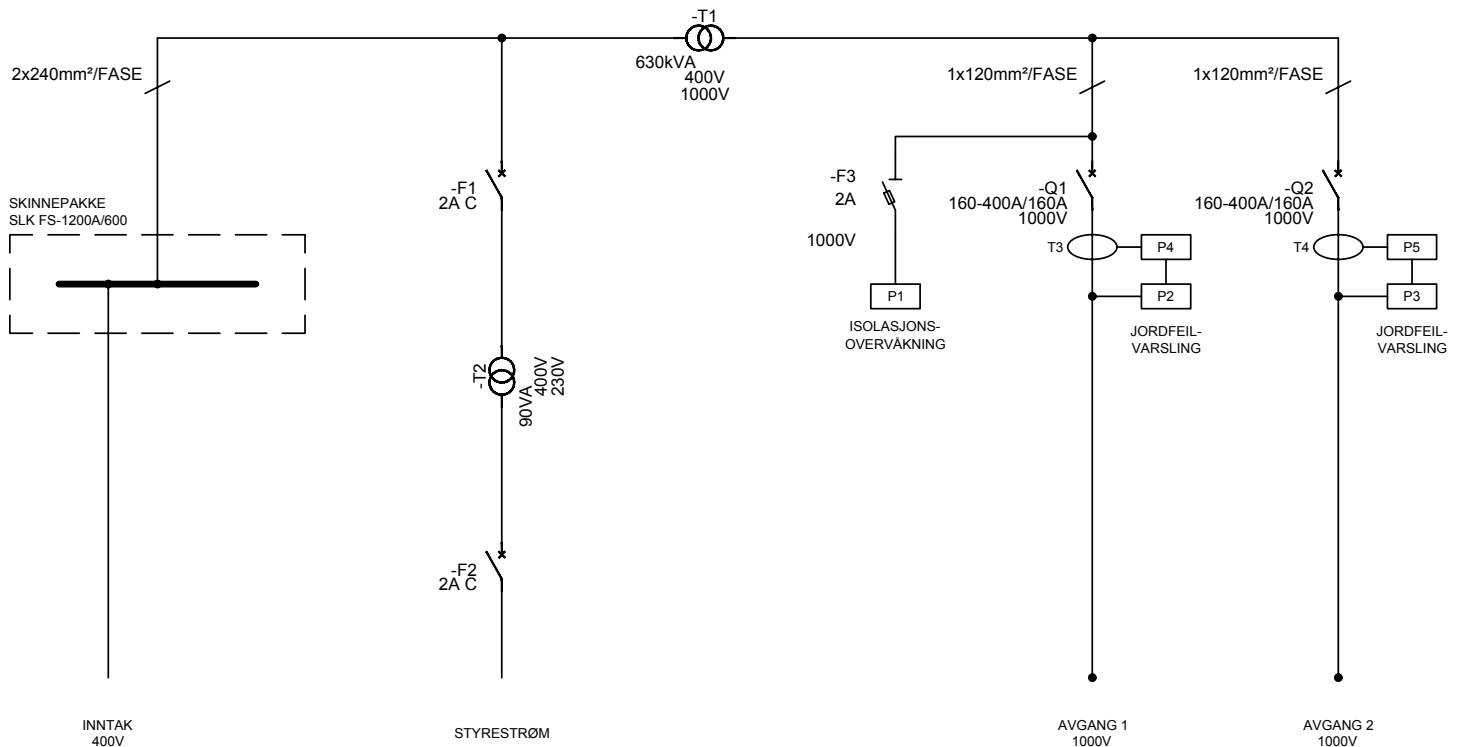 -T1
630kVA
400V
1000V
2x240mm²/FASE
1x120mm²/FASE
1x120mm²/FASE
SKINNEPAKKE
SLK FS-1200A/600
-F1
2A C
-F3
2A
1000V
-Q1
160-400A/160A
1000V
-Q2
160-400A/160A
1000V
T3
P4
P2
T4
P5
P3
P1
ISOLASJONS-
OVERVÅKNING
JORDFEIL-
VARSLING
JORDFEIL-
VARSLING
-T2
90VA
400V
230V
-F2
2A C
INNTAK
400V
STYRESTRØM
AVGANG 1
1000V
AVGANG 2
1000V